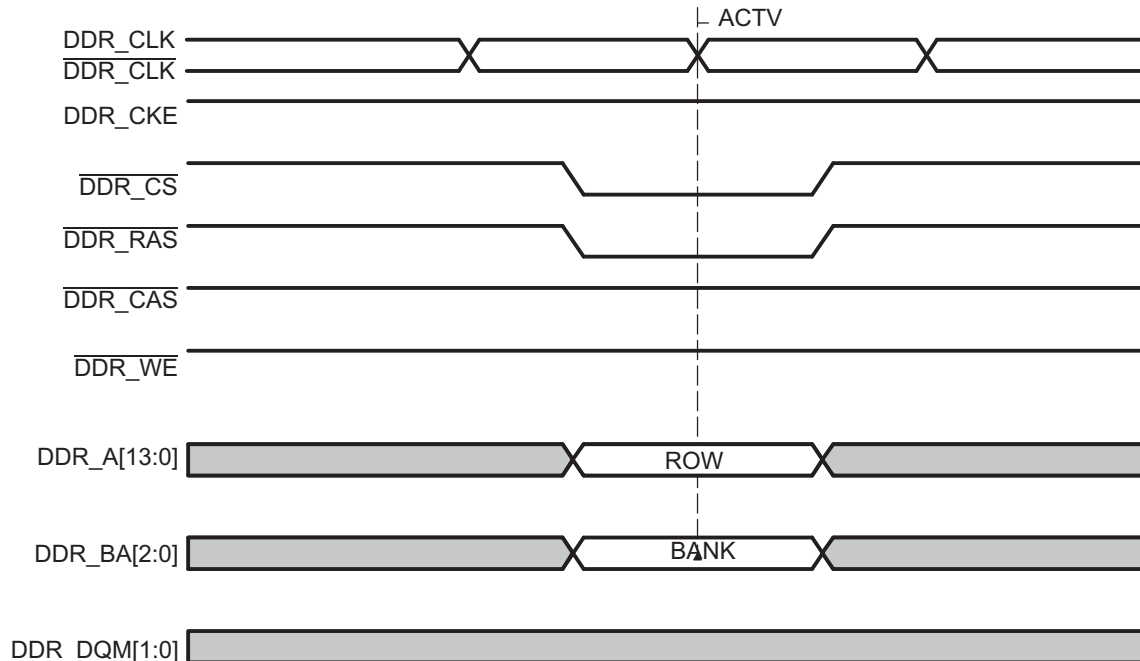 ACTV
DDR_CLK
DDR_CLK
DDR_CKE
DDR_CS
DDR_RAS
DDR_CAS
DDR_WE
DDR_A[13:0]
ROW
DDR_BA[2:0]
BANK
DDR_DQM[1:0]